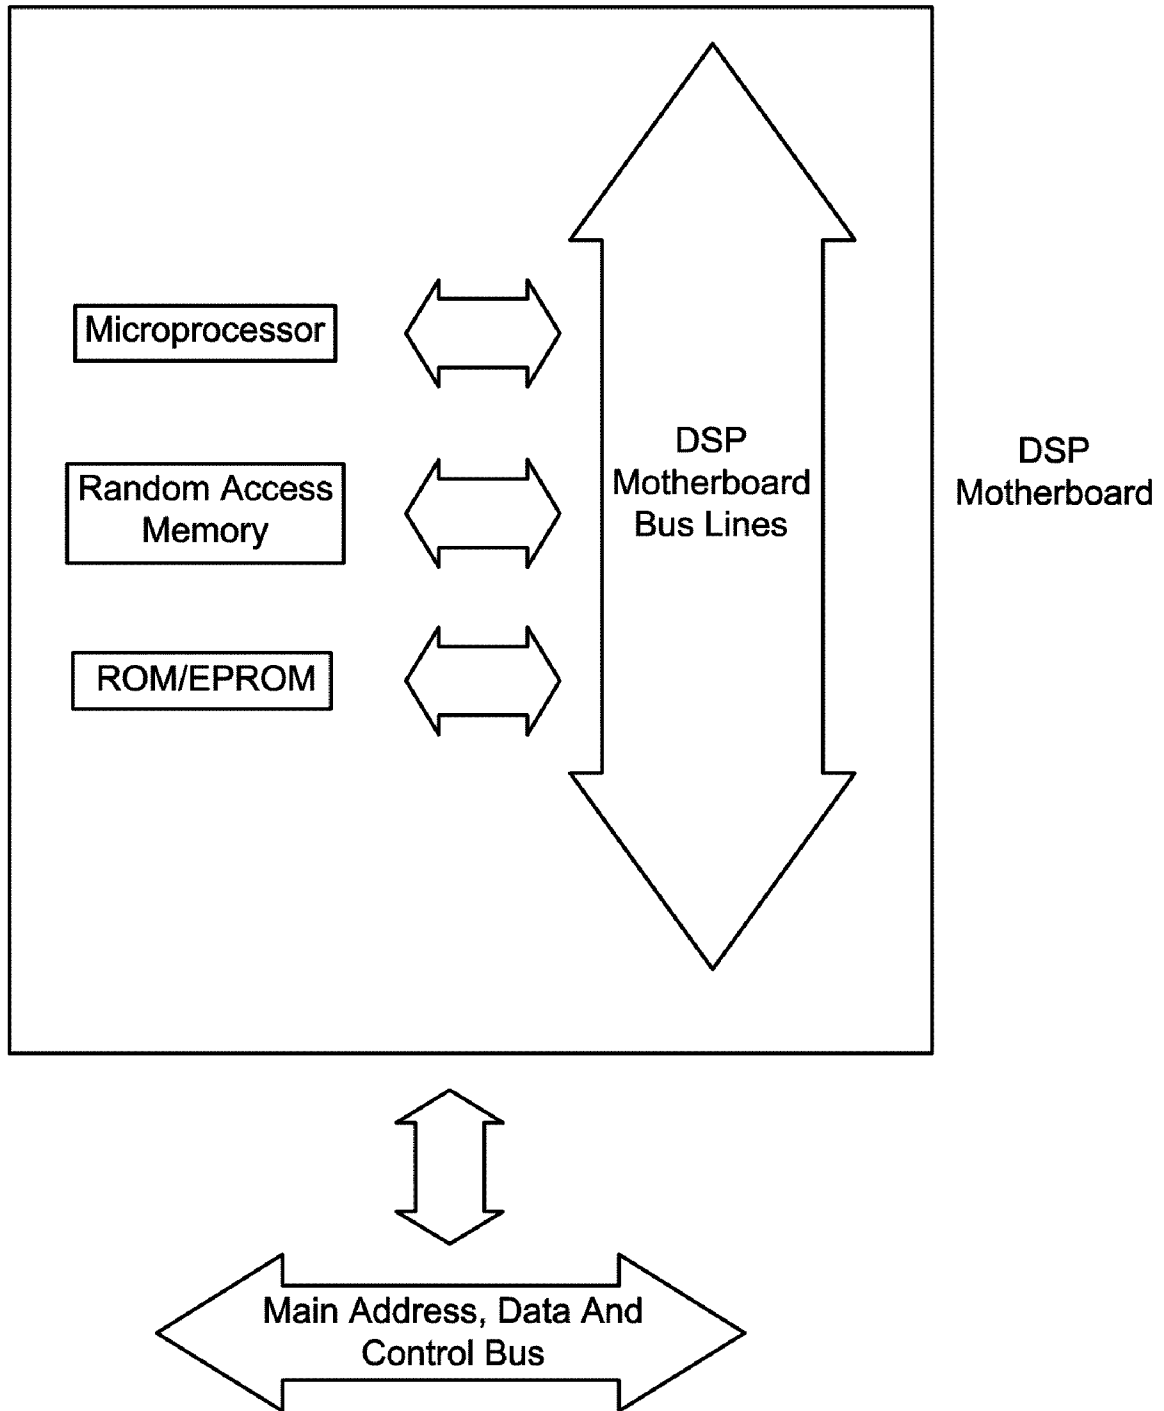 Microprocessor
Random Access
Memory
ROM/EPROM
DSP
Motherboard
Bus Lines
DSP
Motherboard
Main Address, Data And
Control Bus